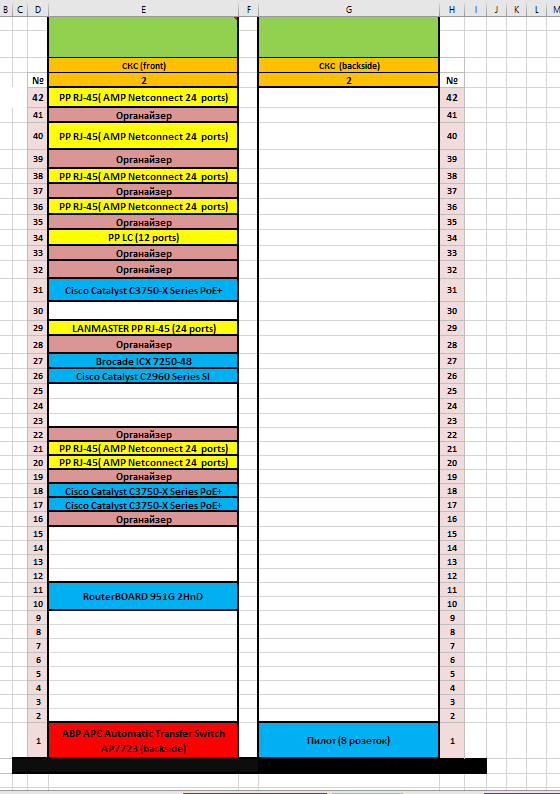 B C D E F G H I J K L M
СКС (front) СКС (backside)
№ 2 2 №
42 PP RJ-45( AMP Netconnect 24 ports) 42
41 Органайзер 41
40 PP RJ-45( AMP Netconnect 24 ports) 40
39 Органайзер 39
38 PP RJ-45( AMP Netconnect 24 ports) 38
37 Органайзер 37
36 PP RJ-45( AMP Netconnect 24 ports) 36
35 Органайзер 35
34 PP LC (12 ports) 34
33 Органайзер 33
32 Органайзер 32
31 Cisco Catalyst C3750-X Series PoE+ 31
30 30
29 LANMASTER PP RJ-45 (24 ports) 29
28 Органайзер 28
27 Brocade ICX 7250-48 27
26 Cisco Catalyst C2960 Series SI 26
25 25
24 24
23 23
22 Органайзер 22
21 PP RJ-45( AMP Netconnect 24 ports) 21
20 PP RJ-45( AMP Netconnect 24 ports) 20
19 Органайзер 19
18 Cisco Catalyst C3750-X Series PoE+ 18
17 Cisco Catalyst C3750-X Series PoE+ 17
16 Органайзер 16
15 15
14 14
13 13
12 12
11 RouterBOARD 951G 2HnD 11
10 10
9 9
8 8
7 7
6 6
5 5
4 4
3 3
2 2
1 АВР APC Automatic Transfer Switch
AP7723 (backside) Пилот (8 розеток) 1